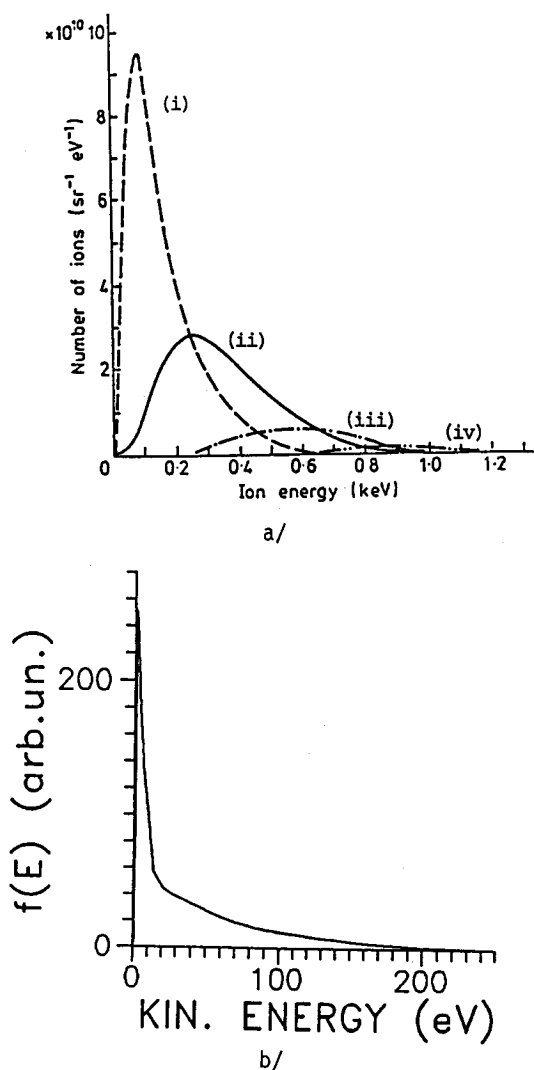 ×10¹⁰ 10
8
6
4
2
0
Number of ions (sr⁻¹ eV⁻¹)
(i)
(ii)
(iii)
(iv)
0·2 0·4 0·6 0·8 1·0 1·2
Ion energy (keV)
a/
200
0
f(E) (arb.un.)
0 100 200
KIN. ENERGY (eV)
b/